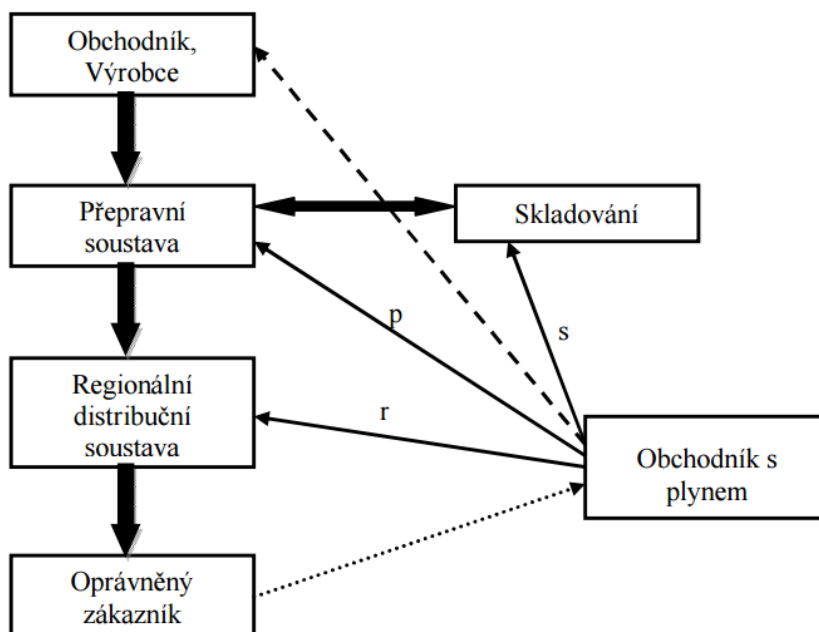 Obchodník,
Výrobce
Přepravní
soustava
Skladování
p
s
Regionální
distribuční
soustava
r
Obchodník s
plynem
Oprávněný
zákazník